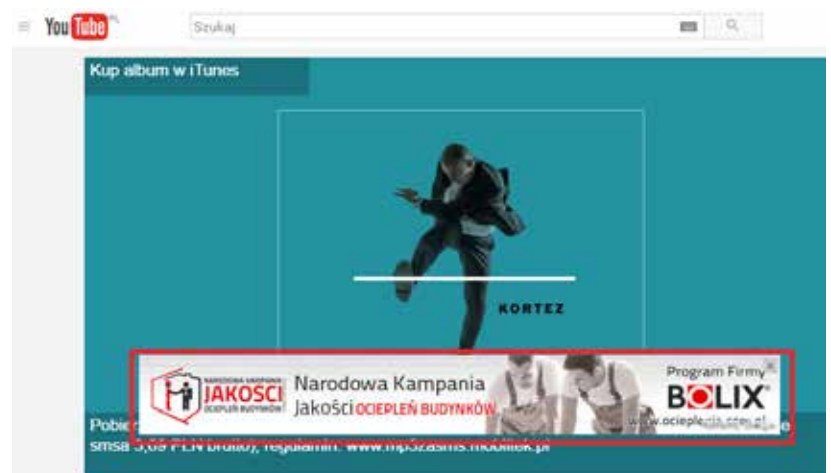 YouTube PL
Szukaj
Kup album w iTunes
KORTEZ
NARODOWA KAMPANIA
JAKOŚCI
OCIEPLEŃ BUDYNKÓW
Narodowa Kampania
Jakości OCIEPLEŃ BUDYNKÓW
Program Firmy
BOLIX
Pobie
smsa 3,69 PLN brutto), regulamin: www.mp3zasms.mobiltek.pl